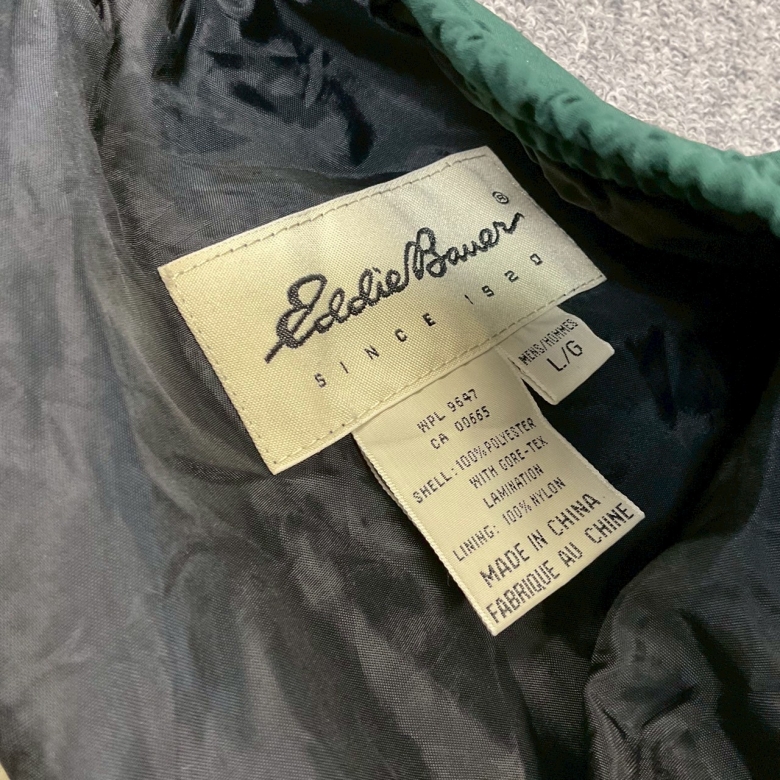 Eddie Bauer®
SINCE 1920
MENS/HOMMES
L/G
WPL 9647
CA 00665
SHELL: 100% POLYESTER
WITH GORE-TEX
LAMINATION
LINING: 100% NYLON
MADE IN CHINA
FABRIQUE AU CHINE